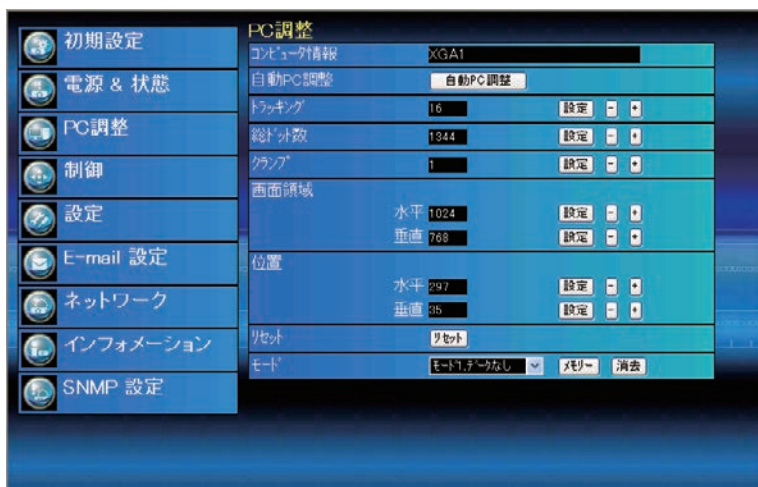 初期設定
電源 & 状態
PC調整
制御
設定
E-mail 設定
ネットワーク
インフォメーション
SNMP 設定
PC調整
コンピュータ情報 XGA1
自動PC調整 自動PC調整
トラッキング 16 設定 - +
総ドット数 1344 設定 - +
クランプ 1 設定 - +
画面領域
水平 1024 設定 - +
垂直 768 設定 - +
位置
水平 297 設定 - +
垂直 35 設定 - +
リセット リセット
モード モード1,データなし メモリー 消去